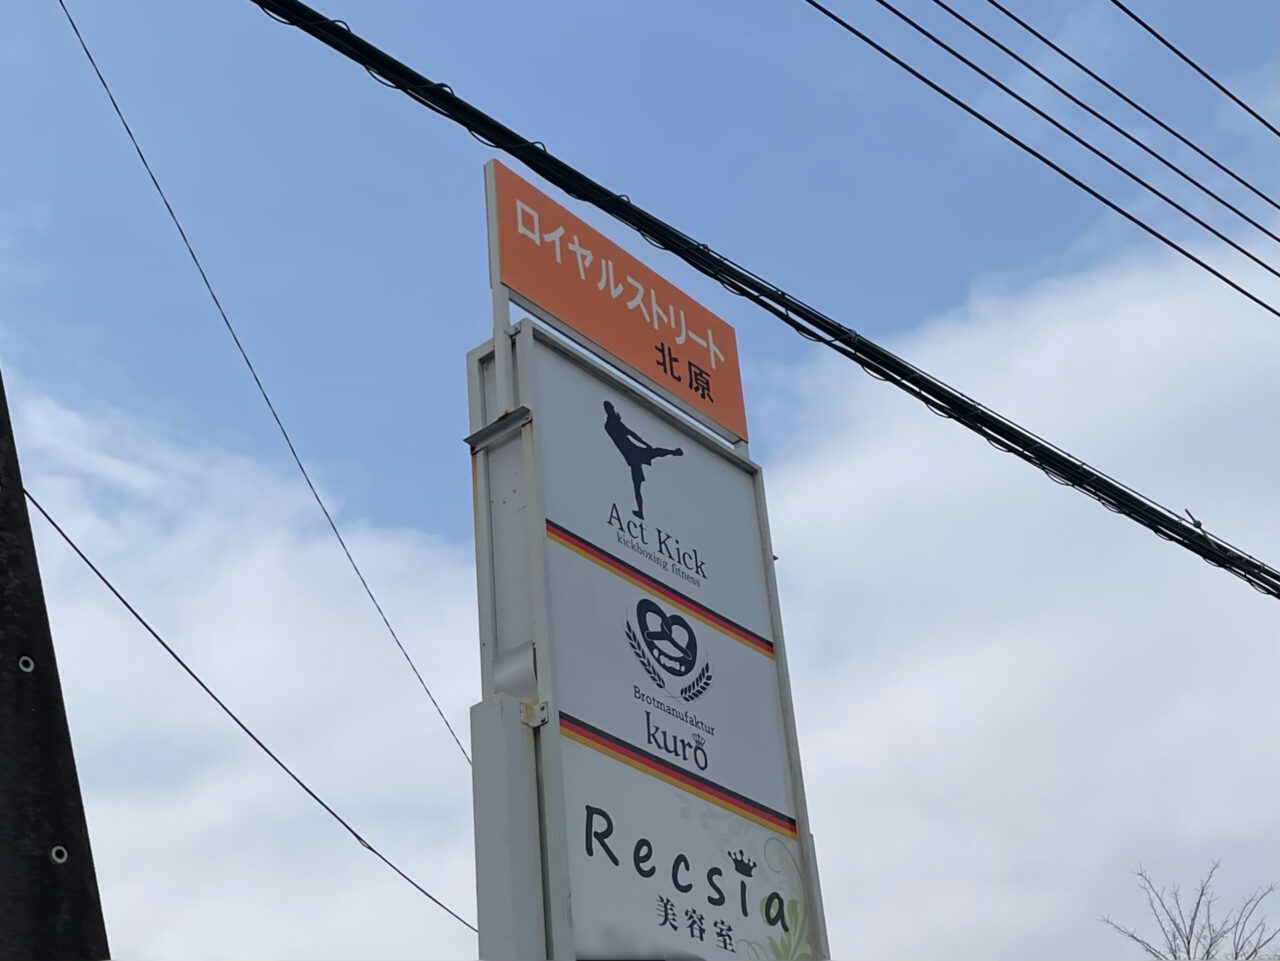 ロイヤルストリート
北原
Act Kick
kickboxing fitness
Brotmanufaktur
kuro
Recsia
美容室